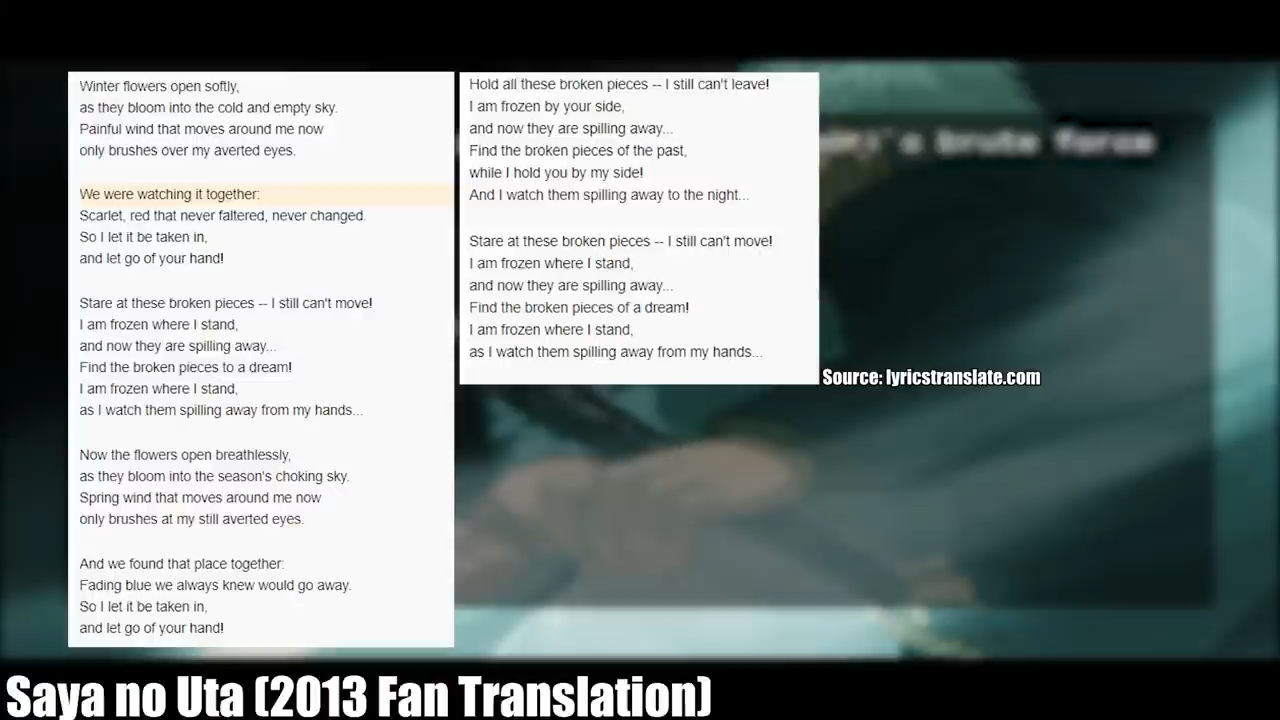 Winter flowers open softly,
as they bloom into the cold and empty sky.
Painful wind that moves around me now
only brushes over my averted eyes.
We were watching it together:
Scarlet, red that never faltered, never changed.
So I let it be taken in,
and let go of your hand!
Stare at these broken pieces -- I still can't move!
I am frozen where I stand,
and now they are spilling away...
Find the broken pieces to a dream!
I am frozen where I stand,
as I watch them spilling away from my hands...
Now the flowers open breathlessly,
as they bloom into the season's choking sky.
Spring wind that moves around me now
only brushes at my still averted eyes.
And we found that place together:
Fading blue we always knew would go away.
So I let it be taken in,
and let go of your hand!
Hold all these broken pieces -- I still can't leave!
I am frozen by your side,
and now they are spilling away...
Find the broken pieces of the past,
while I hold you by my side!
And I watch them spilling away to the night...
Stare at these broken pieces -- I still can't move!
I am frozen where I stand,
and now they are spilling away...
Find the broken pieces of a dream!
I am frozen where I stand,
as I watch them spilling away from my hands...
brute force
Source: lyricstranslate.com
Saya no Uta (2013 Fan Translation)